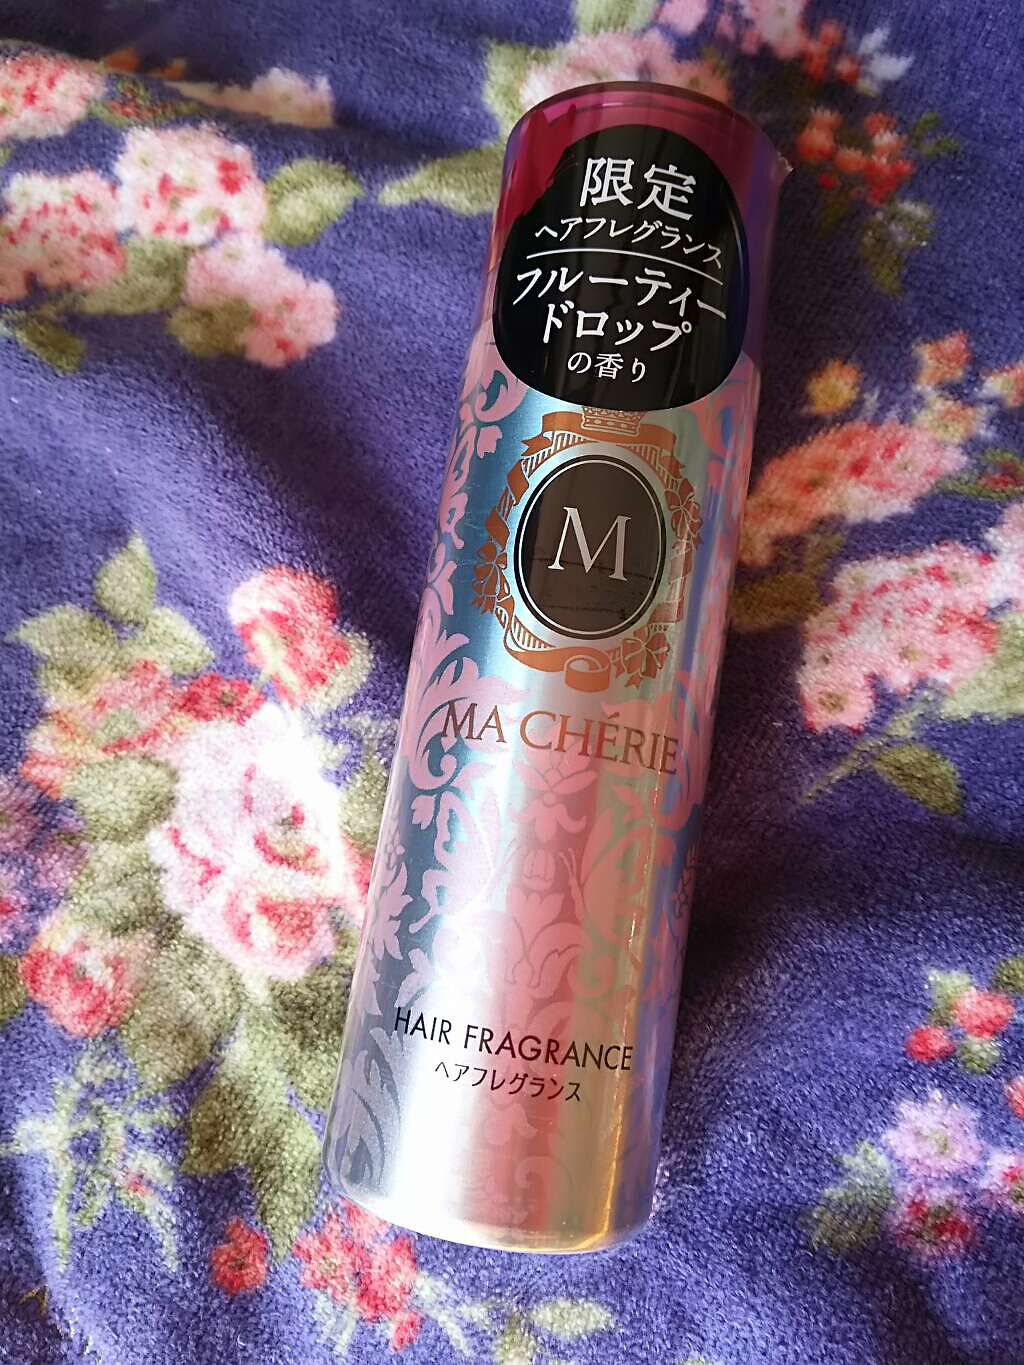 限定
ヘアフレグランス
フルーティー
ドロップ
の香り
M
MA CHÉRIE
HAIR FRAGRANCE
ヘアフレグランス